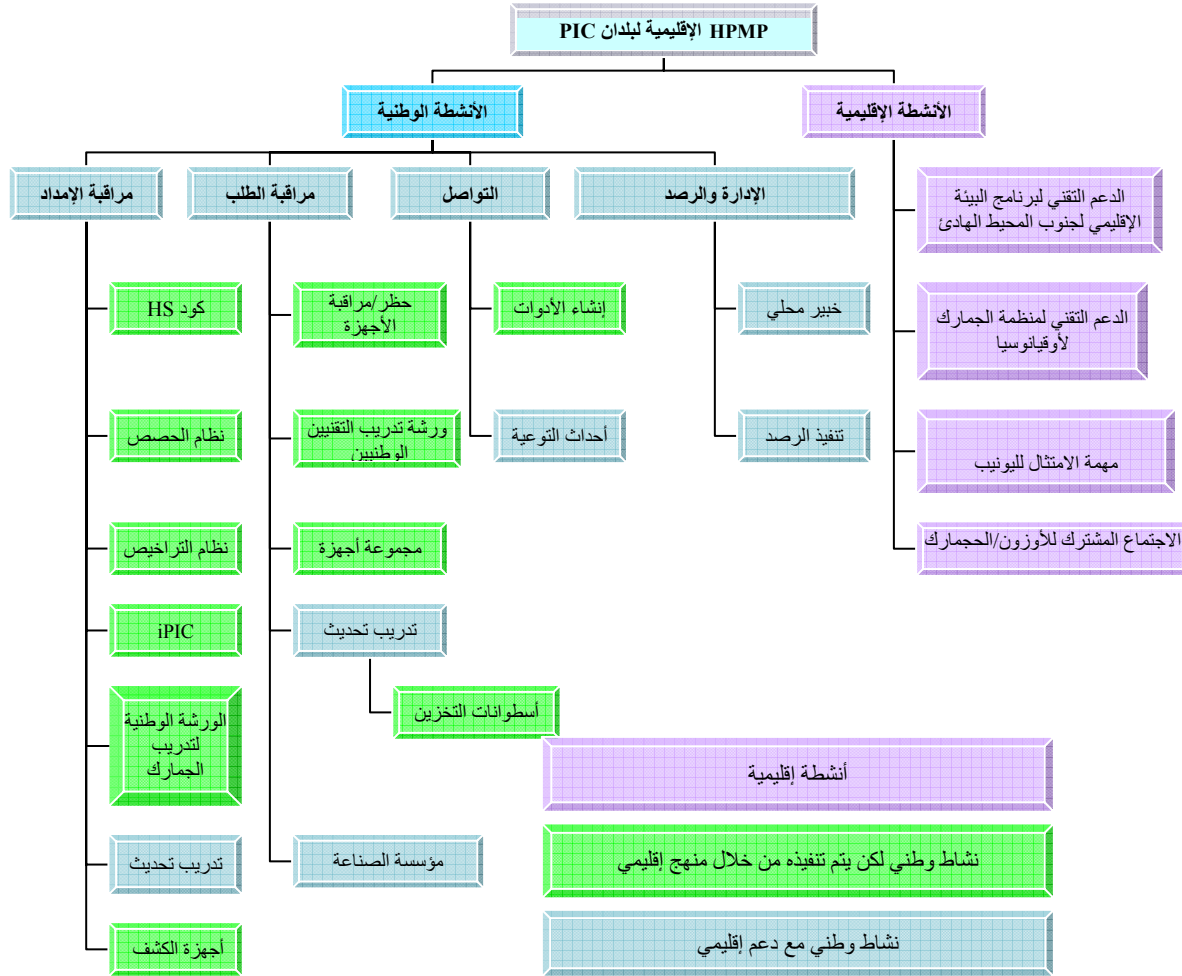 HPMP الإقليمية لبلدان PIC
الأنشطة الإقليمية
الأنشطة الوطنية
الإدارة والرصد
التواصل
مراقبة الطلب
مراقبة الإمداد
الدعم التقني لبرنامج البيئة
الإقليمي لجنوب المحيط الهادئ
خبير محلي
إنشاء الأدوات
حظر/مراقبة
الأجهزة
كود HS
الدعم التقني لمنظمة الجمارك
لأوقيانوسيا
تنفيذ الرصد
أحداث التوعية
ورشة تدريب التقنيين
الوطنيين
نظام الحصص
مهمة الامتثال لليونيب
الاجتماع المشترك للأوزون/الحجمارك
مجموعة أجهزة
نظام التراخيص
تدريب تحديث
iPIC
أسطوانات التخزين
الورشة الوطنية
لتدريب
الجمارك
أنشطة إقليمية
نشاط وطني لكن يتم تنفيذه من خلال منهج إقليمي
مؤسسة الصناعة
تدريب تحديث
نشاط وطني مع دعم إقليمي
أجهزة الكشف